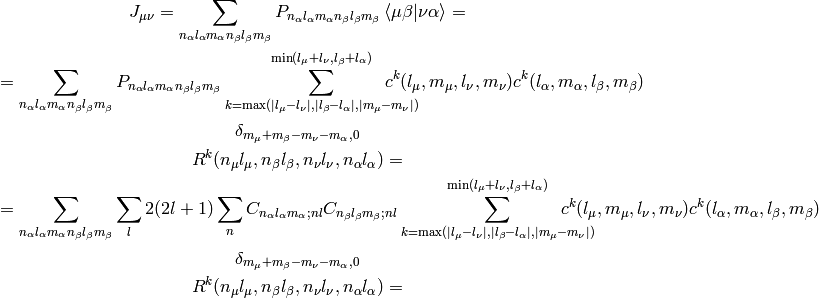 J_{\mu\nu} = \sum_{n_\alpha l_\alpha m_\alpha n_\beta l_\beta m_\beta} P_{n_\alpha l_\alpha m_\alpha n_\beta l_\beta m_\beta} \langle \mu\beta | \nu\alpha \rangle =
= \sum_{n_\alpha l_\alpha m_\alpha n_\beta l_\beta m_\beta} P_{n_\alpha l_\alpha m_\alpha n_\beta l_\beta m_\beta} \sum_{k=\max(|l_\mu-l_\nu|,|l_\beta-l_\alpha|,|m_\mu-m_\nu|)}^{\min(l_\mu+l_\nu,l_\beta+l_\alpha)} c^k(l_\mu, m_\mu, l_\nu, m_\nu) c^k(l_\alpha, m_\alpha, l_\beta, m_\beta)
\delta_{m_\mu+m_\beta-m_\nu-m_\alpha,0}
R^k(n_\mu l_\mu, n_\beta l_\beta, n_\nu l_\nu, n_\alpha l_\alpha) =
= \sum_{n_\alpha l_\alpha m_\alpha n_\beta l_\beta m_\beta} \sum_l 2(2l+1) \sum_n C_{n_\alpha l_\alpha m_\alpha;nl} C_{n_\beta l_\beta m_\beta;nl} \sum_{k=\max(|l_\mu-l_\nu|,|l_\beta-l_\alpha|,|m_\mu-m_\nu|)}^{\min(l_\mu+l_\nu,l_\beta+l_\alpha)} c^k(l_\mu, m_\mu, l_\nu, m_\nu) c^k(l_\alpha, m_\alpha, l_\beta, m_\beta)
\delta_{m_\mu+m_\beta-m_\nu-m_\alpha,0}
R^k(n_\mu l_\mu, n_\beta l_\beta, n_\nu l_\nu, n_\alpha l_\alpha) =